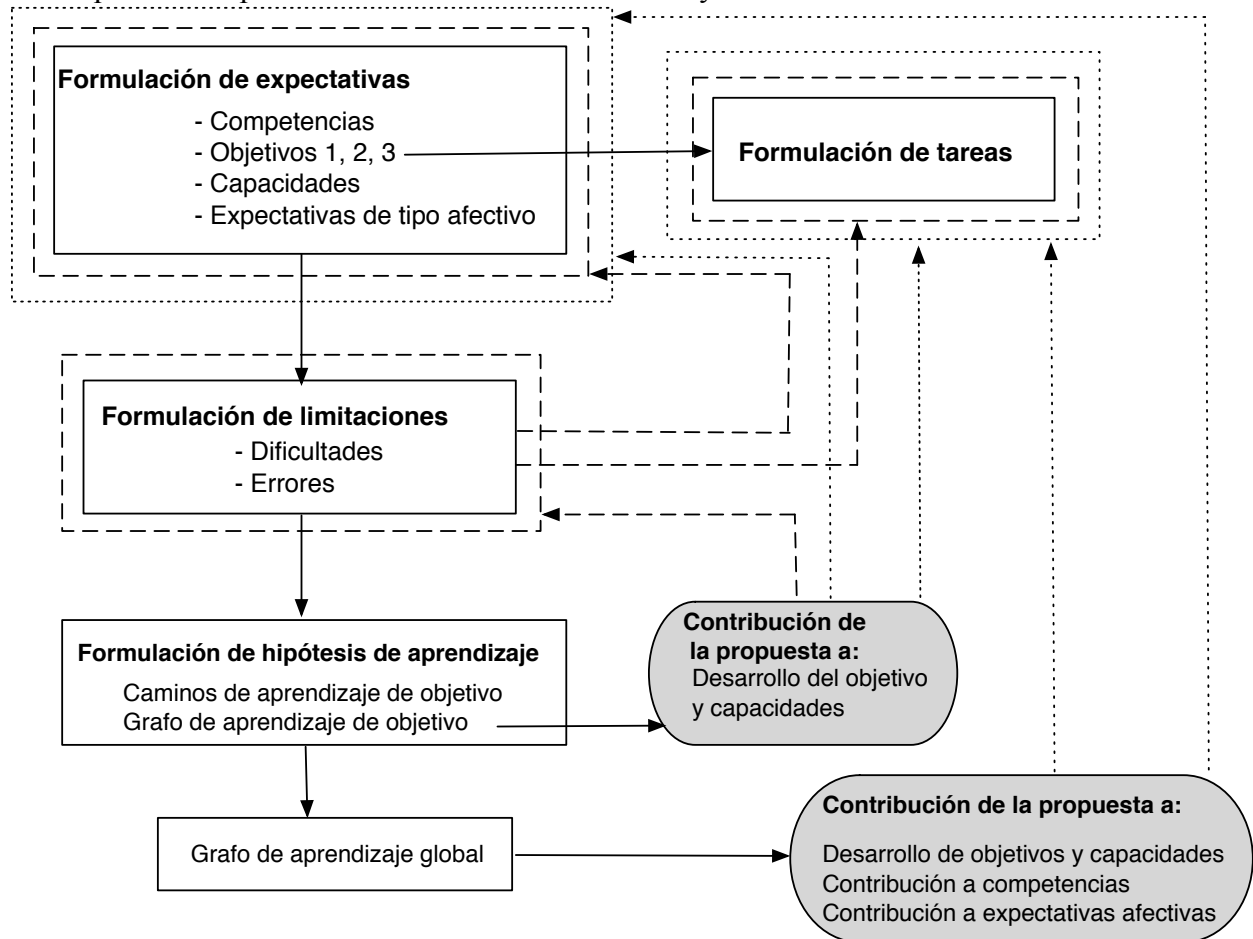 Formulación de expectativas
- Competencias
- Objetivos 1, 2, 3
- Capacidades
- Expectativas de tipo afectivo
Formulación de tareas
Formulación de limitaciones
- Dificultades
- Errores
Formulación de hipótesis de aprendizaje
Caminos de aprendizaje de objetivo
Grafo de aprendizaje de objetivo
Contribución de
la propuesta a:
Desarrollo del objetivo
y capacidades
Grafo de aprendizaje global
Contribución de la propuesta a:
Desarrollo de objetivos y capacidades
Contribución a competencias
Contribución a expectativas afectivas